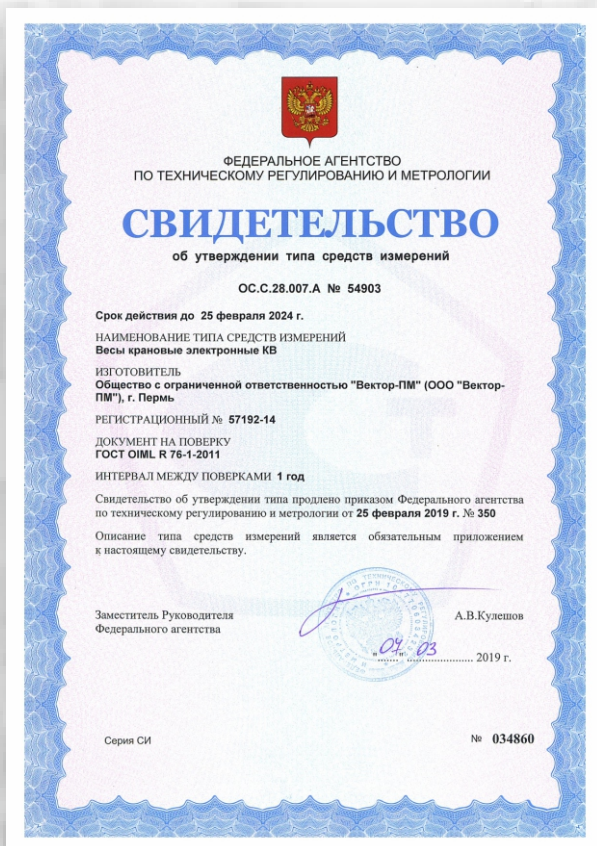 ФЕДЕРАЛЬНОЕ АГЕНТСТВО
ПО ТЕХНИЧЕСКОМУ РЕГУЛИРОВАНИЮ И МЕТРОЛОГИИ
СВИДЕТЕЛЬСТВО
об утверждении типа средств измерений
ОС.С.28.007.А № 54903
Срок действия до 25 февраля 2024 г.
НАИМЕНОВАНИЕ ТИПА СРЕДСТВ ИЗМЕРЕНИЙ
Весы крановые электронные КВ
ИЗГОТОВИТЕЛЬ
Общество с ограниченной ответственностью "Вектор-ПМ" (ООО "Вектор-
ПМ"), г. Пермь
РЕГИСТРАЦИОННЫЙ № 57192-14
ДОКУМЕНТ НА ПОВЕРКУ
ГОСТ OIML R 76-1-2011
ИНТЕРВАЛ МЕЖДУ ПОВЕРКАМИ 1 год
Свидетельство об утверждении типа продлено приказом Федерального агентства
по техническому регулированию и метрологии от 25 февраля 2019 г. № 350
Описание типа средств измерений является обязательным приложением
к настоящему свидетельству.
Заместитель Руководителя
Федерального агентства
А.В.Кулешов
"07" 03 2019 г.
Серия СИ
№ 034860